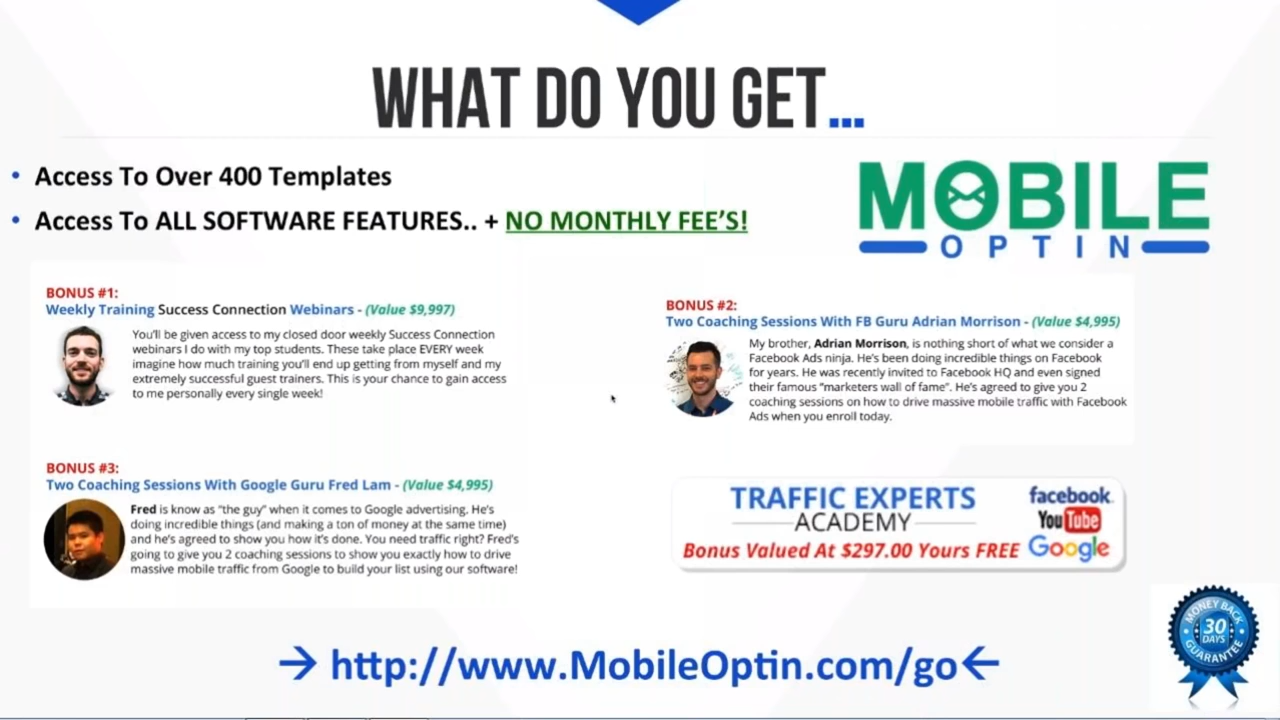 WHAT DO YOU GET...
• Access To Over 400 Templates
• Access To ALL SOFTWARE FEATURES.. + NO MONTHLY FEE'S!
MOBILE
OPTIN
BONUS #1:
Weekly Training Success Connection Webinars - (Value $9,997)
You'll be given access to my closed door weekly Success Connection
webinars I do with my top students. These take place EVERY week
imagine how much training you'll end up getting from myself and my
extremely successful guest trainers. This is your chance to gain access
to me personally every single week!
BONUS #2:
Two Coaching Sessions With FB Guru Adrian Morrison - (Value $4,995)
My brother, Adrian Morrison, is nothing short of what we consider a
Facebook Ads ninja. He's been doing incredible things on Facebook
for years. He was recently invited to Facebook HQ and even signed
their famous "marketers wall of fame". He's agreed to give you 2
coaching sessions on how to drive massive mobile traffic with Facebook
Ads when you enroll today.
BONUS #3:
Two Coaching Sessions With Google Guru Fred Lam - (Value $4,995)
Fred is know as "the guy" when it comes to Google advertising. He's
doing incredible things (and making a ton of money at the same time)
and he's agreed to show you how it's done. You need traffic right? Fred's
going to give you 2 coaching sessions to show you exactly how to drive
massive mobile traffic from Google to build your list using our software!
TRAFFIC EXPERTS
ACADEMY
Bonus Valued At $297.00 Yours FREE
facebook
YouTube
Google
MONEY BACK
30
DAYS
GUARANTEE
→ http://www.MobileOptin.com/go←